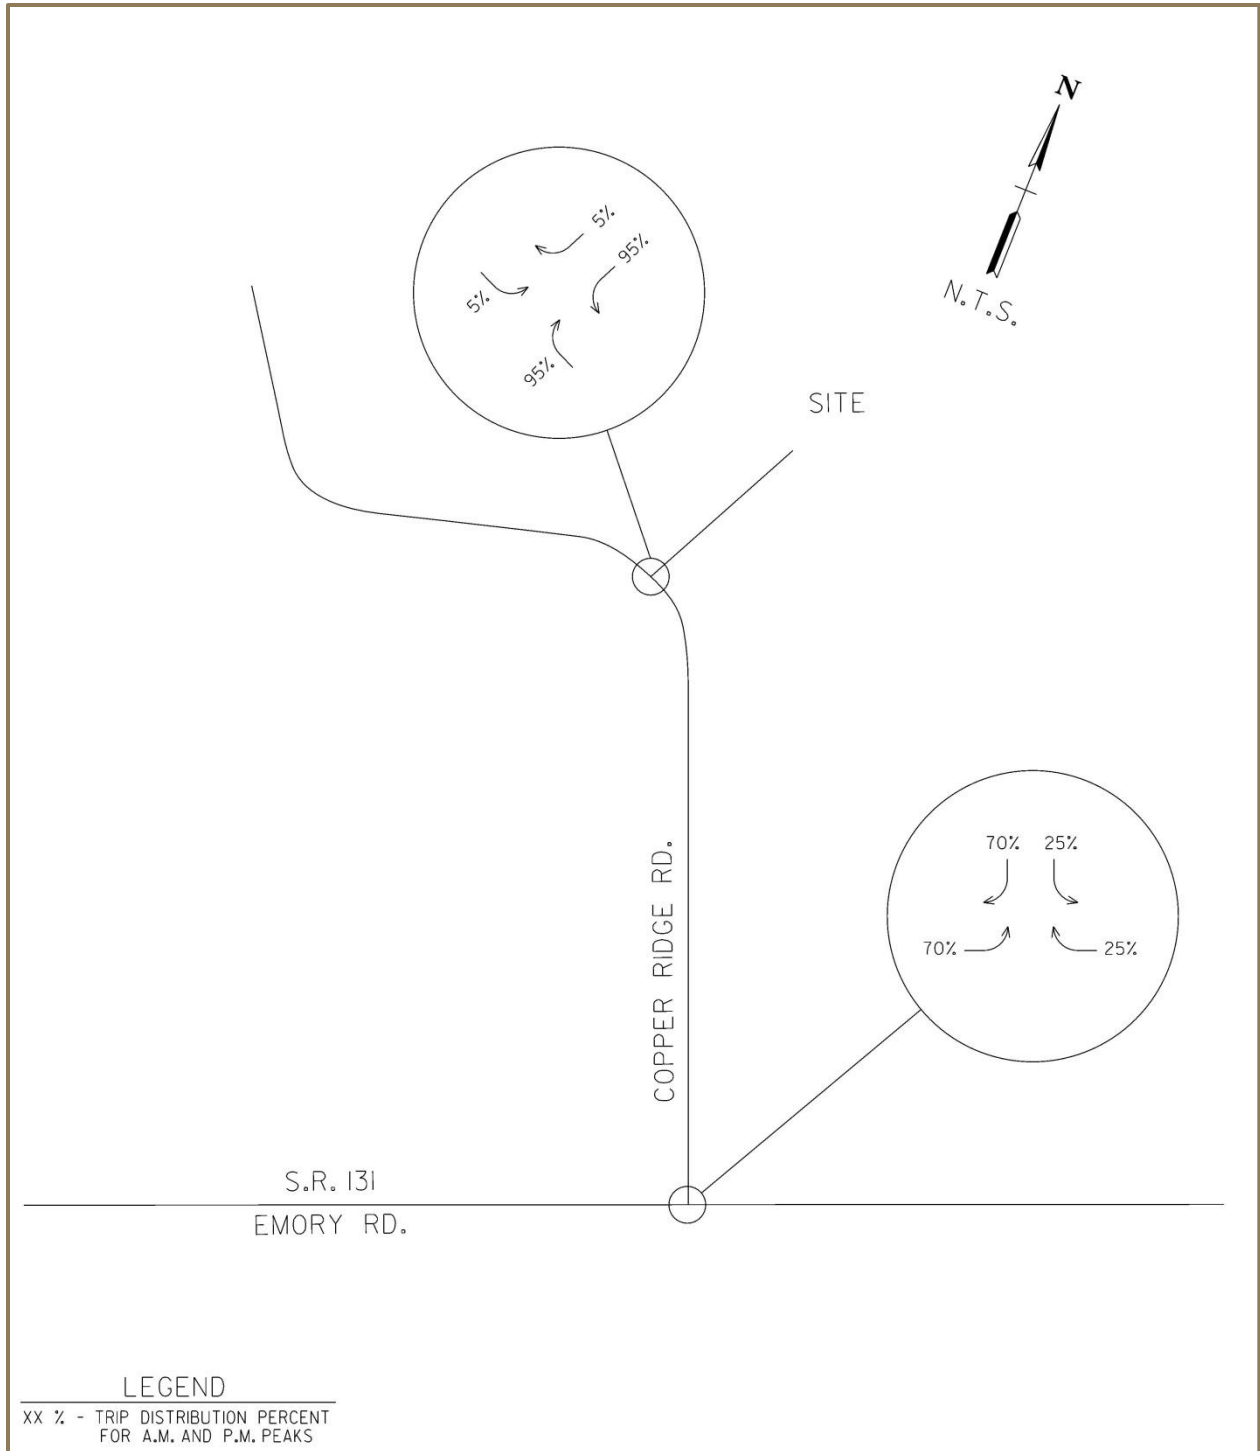 N
N.T.S.
5%
95%
5%
95%
SITE
70% 25%
70% 25%
COPPER RIDGE RD.
S.R. 131
EMORY RD.
LEGEND
XX % - TRIP DISTRIBUTION PERCENT
FOR A.M. AND P.M. PEAKS